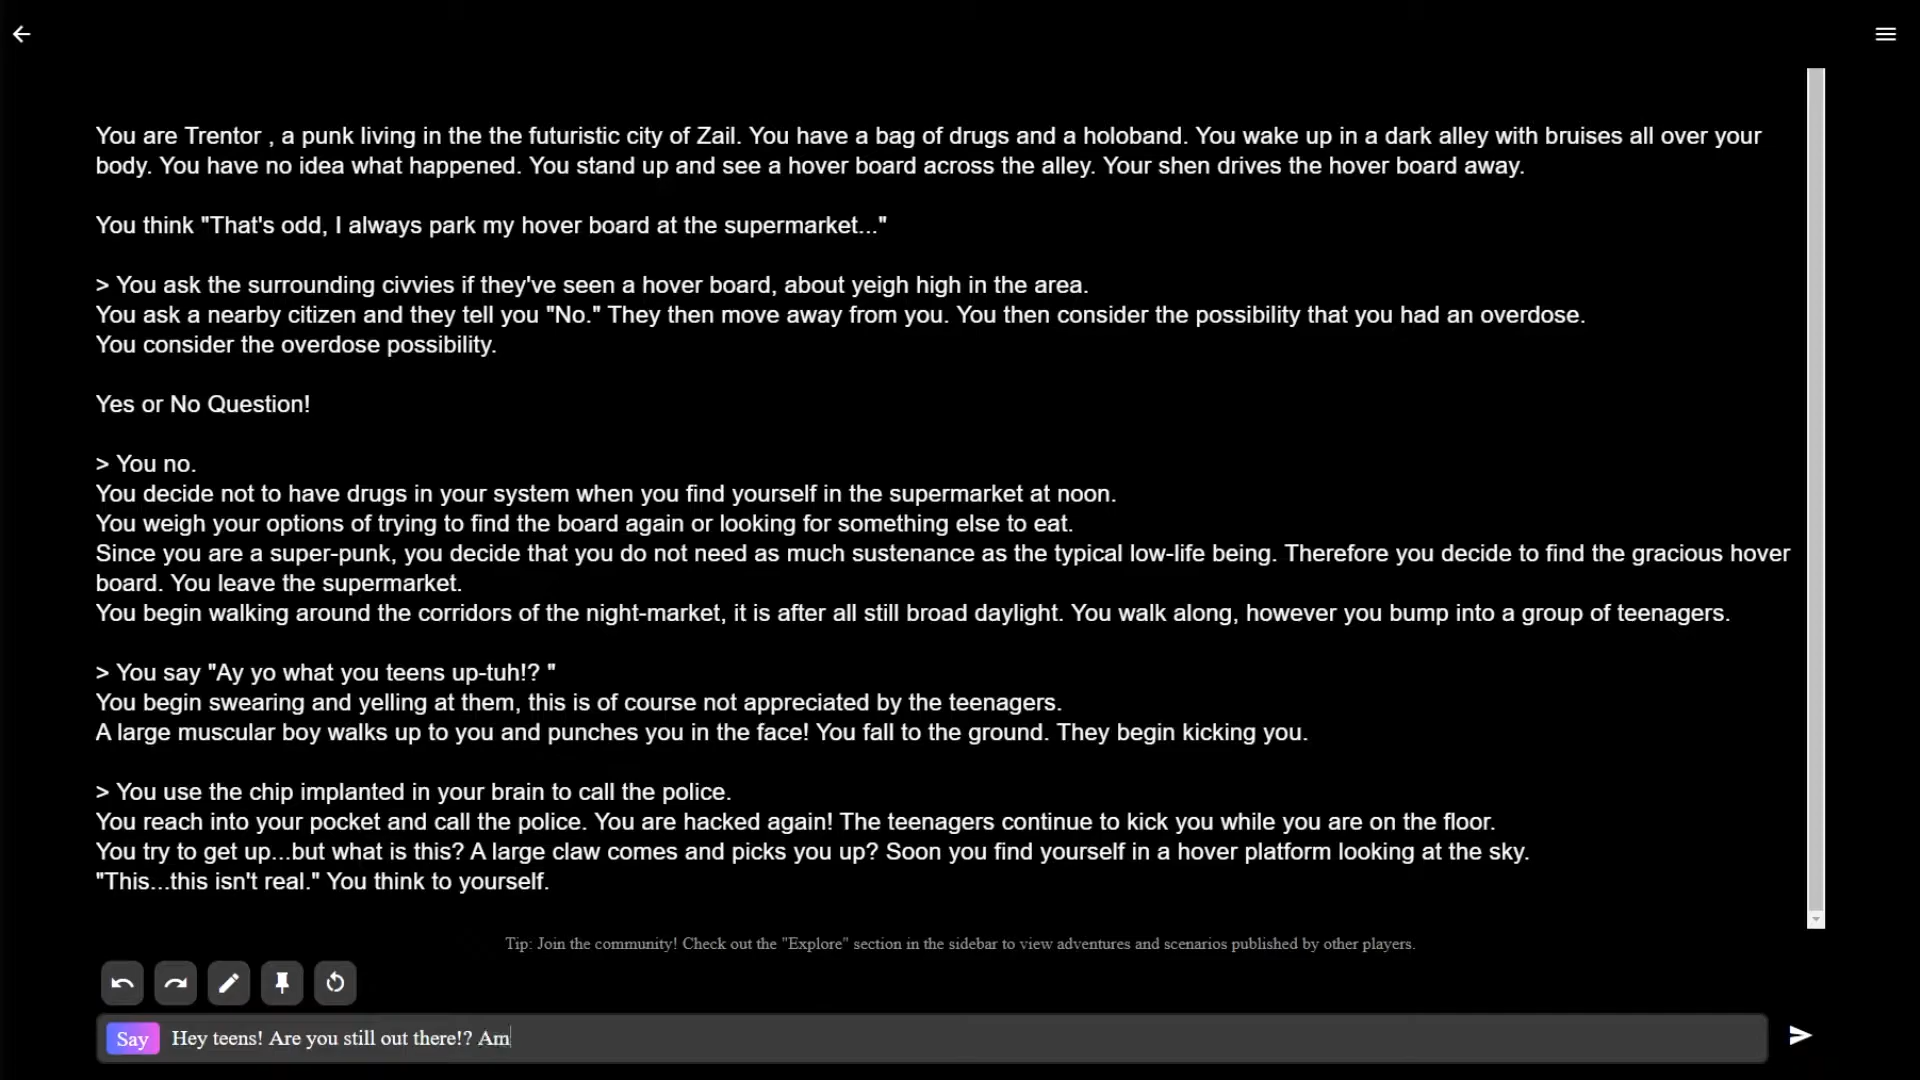 You are Trentor , a punk living in the the futuristic city of Zail. You have a bag of drugs and a holoband. You wake up in a dark alley with bruises all over your
body. You have no idea what happened. You stand up and see a hover board across the alley. Your shen drives the hover board away.
You think "That's odd, I always park my hover board at the supermarket..."
> You ask the surrounding civvies if they've seen a hover board, about yeigh high in the area.
You ask a nearby citizen and they tell you "No." They then move away from you. You then consider the possibility that you had an overdose.
You consider the overdose possibility.
Yes or No Question!
> You no.
You decide not to have drugs in your system when you find yourself in the supermarket at noon.
You weigh your options of trying to find the board again or looking for something else to eat.
Since you are a super-punk, you decide that you do not need as much sustenance as the typical low-life being. Therefore you decide to find the gracious hover
board. You leave the supermarket.
You begin walking around the corridors of the night-market, it is after all still broad daylight. You walk along, however you bump into a group of teenagers.
> You say "Ay yo what you teens up-tuh!? "
You begin swearing and yelling at them, this is of course not appreciated by the teenagers.
A large muscular boy walks up to you and punches you in the face! You fall to the ground. They begin kicking you.
> You use the chip implanted in your brain to call the police.
You reach into your pocket and call the police. You are hacked again! The teenagers continue to kick you while you are on the floor.
You try to get up...but what is this? A large claw comes and picks you up? Soon you find yourself in a hover platform looking at the sky.
"This...this isn't real." You think to yourself.
Tip: Join the community! Check out the "Explore" section in the sidebar to view adventures and scenarios published by other players.
Say Hey teens! Are you still out there!? Am